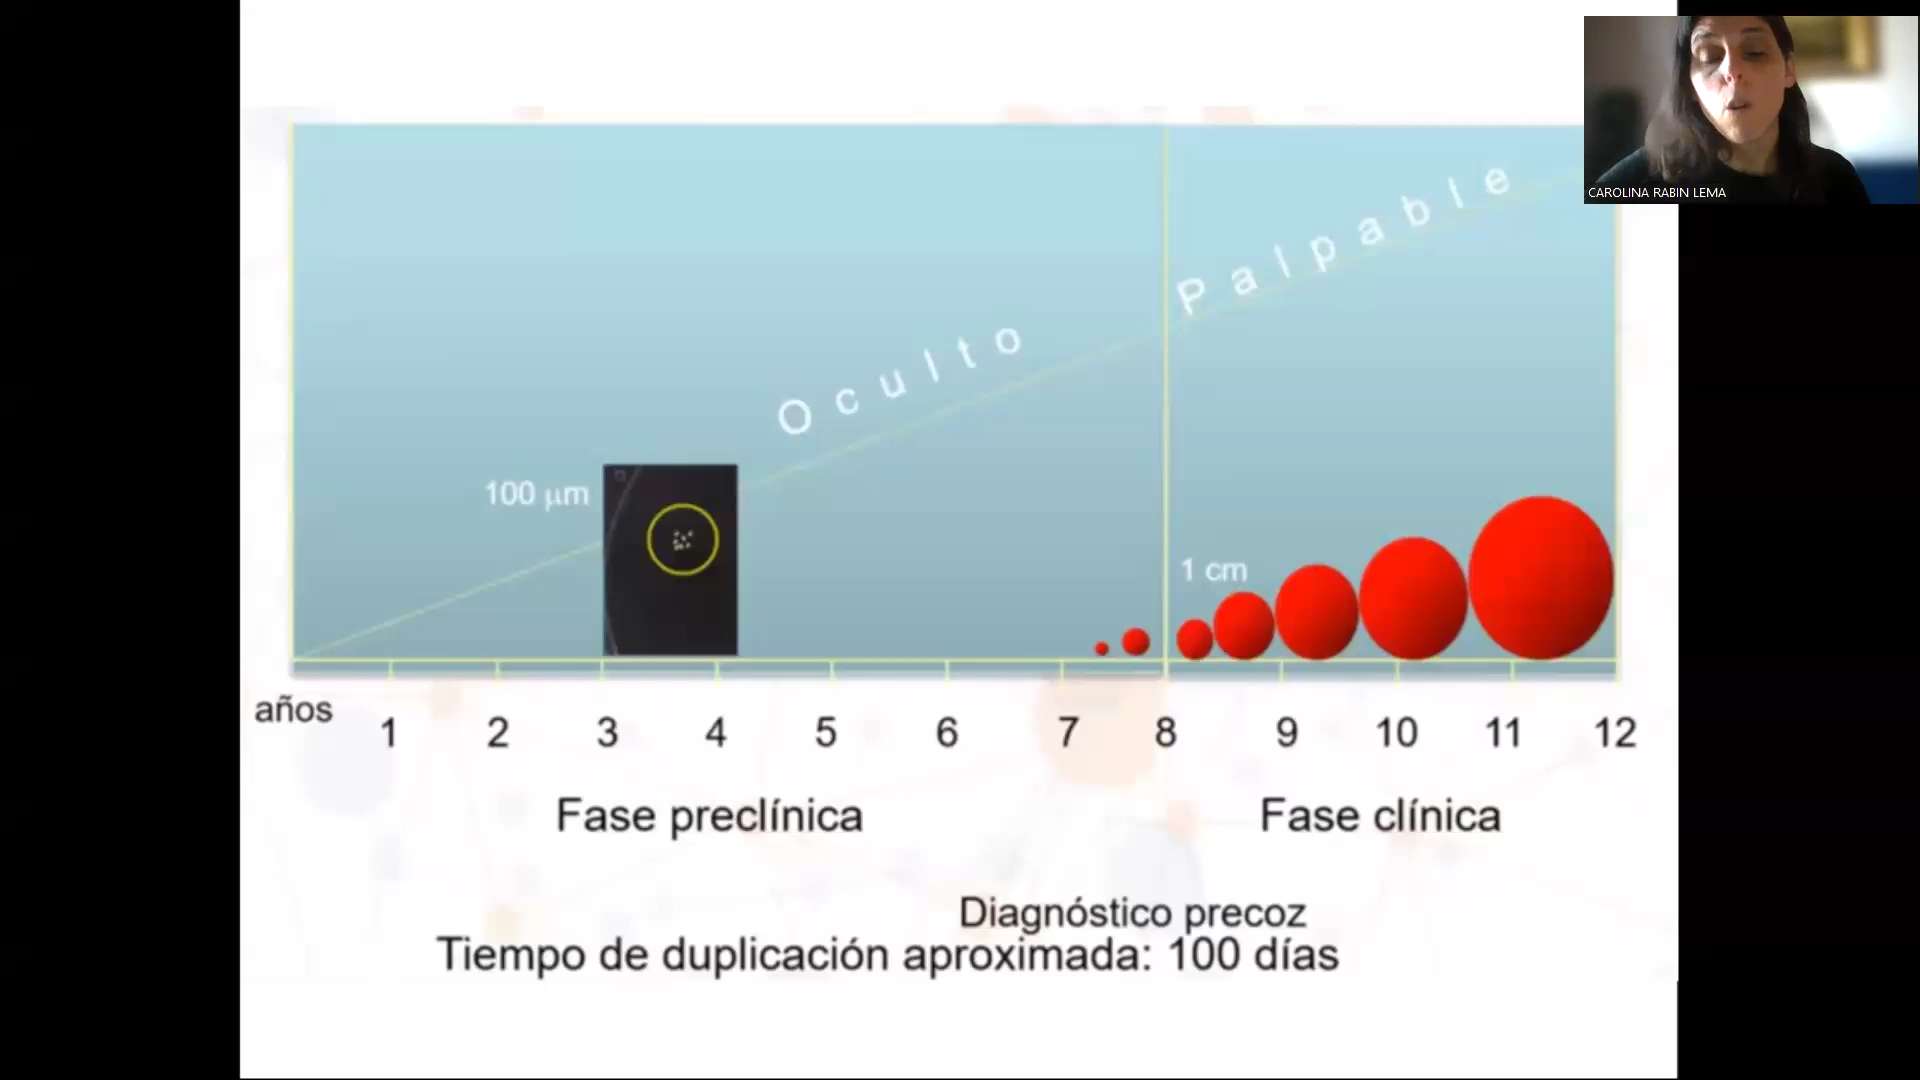 CAROLINA RABIN LEMA
Palpable
Oculto
100 μm
1 cm
años
1 2 3 4 5 6 7 8 9 10 11 12
Fase preclínica
Fase clínica
Diagnóstico precoz
Tiempo de duplicación aproximada: 100 días